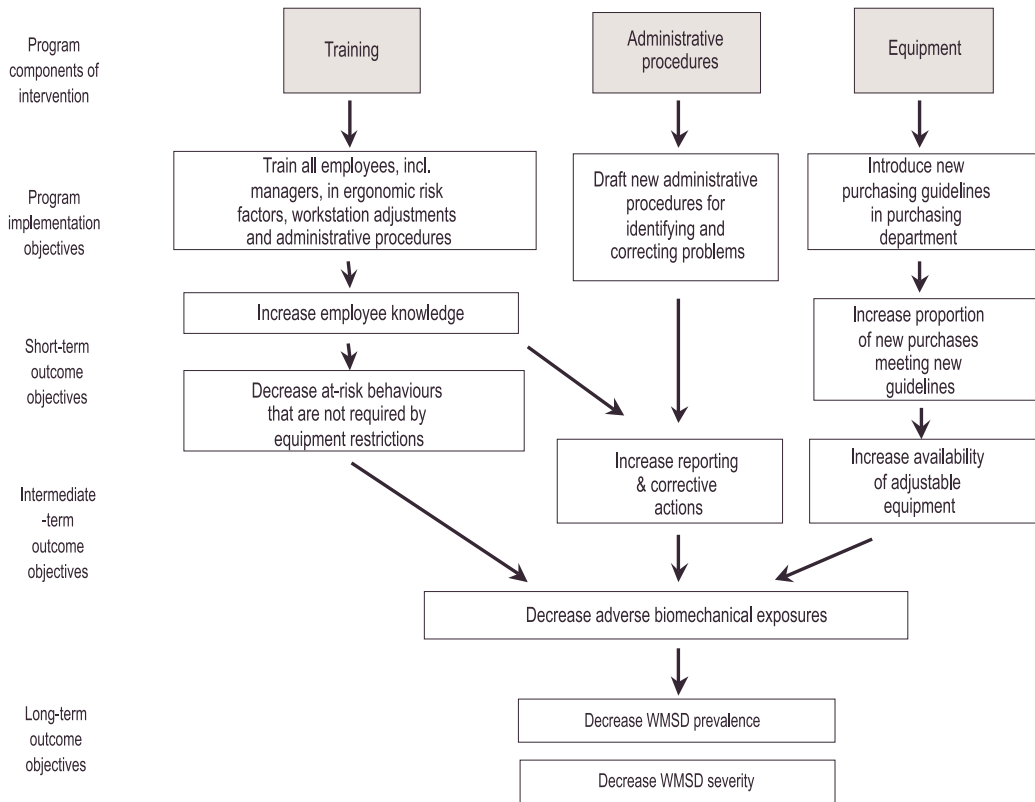 Program
components of
intervention
Training
Administrative
procedures
Equipment
Program
implementation
objectives
Train all employees, incl.
managers, in ergonomic risk
factors, workstation adjustments
and administrative procedures
Draft new administrative
procedures for
identifying and
correcting problems
Introduce new
purchasing guidelines
in purchasing
department
Short-term
outcome
objectives
Increase employee knowledge
Increase proportion
of new purchases
meeting new
guidelines
Decrease at-risk behaviours
that are not required by
equipment restrictions
Intermediate
-term
outcome
objectives
Increase reporting
& corrective
actions
Increase availability
of adjustable
equipment
Decrease adverse biomechanical exposures
Long-term
outcome
objectives
Decrease WMSD prevalence
Decrease WMSD severity